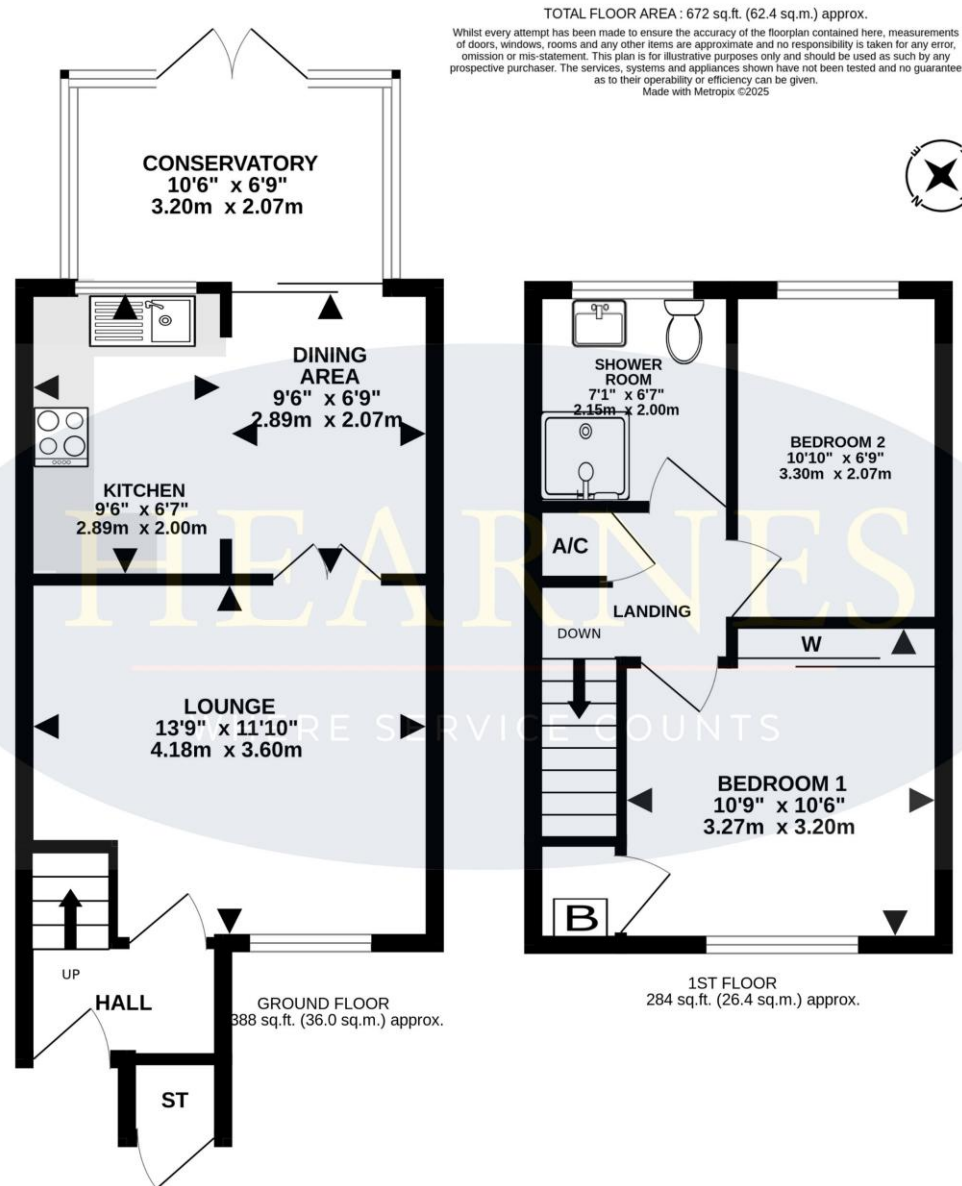 TOTAL FLOOR AREA : 672 sq.ft. (62.4 sq.m.) approx.
Whilst every attempt has been made to ensure the accuracy of the floorplan contained here, measurements
of doors, windows, rooms and any other items are approximate and no responsibility is taken for any error,
omission or mis-statement. This plan is for illustrative purposes only and should be used as such by any
prospective purchaser. The services, systems and appliances shown have not been tested and no guarantee
as to their operability or efficiency can be given.
Made with Metropix ©2025
E
N
CONSERVATORY
10'6" x 6'9"
3.20m x 2.07m
DINING
AREA
9'6" x 6'9"
2.89m x 2.07m
KITCHEN
9'6" x 6'7"
2.89m x 2.00m
LOUNGE
13'9" x 11'10"
4.18m x 3.60m
UP
HALL
ST
GROUND FLOOR
388 sq.ft. (36.0 sq.m.) approx.
SHOWER
ROOM
7'1" x 6'7"
2.15m x 2.00m
BEDROOM 2
10'10" x 6'9"
3.30m x 2.07m
A/C
LANDING
DOWN
W
BEDROOM 1
10'9" x 10'6"
3.27m x 3.20m
B
1ST FLOOR
284 sq.ft. (26.4 sq.m.) approx.
HEARNES
WHERE SERVICE COUNTS